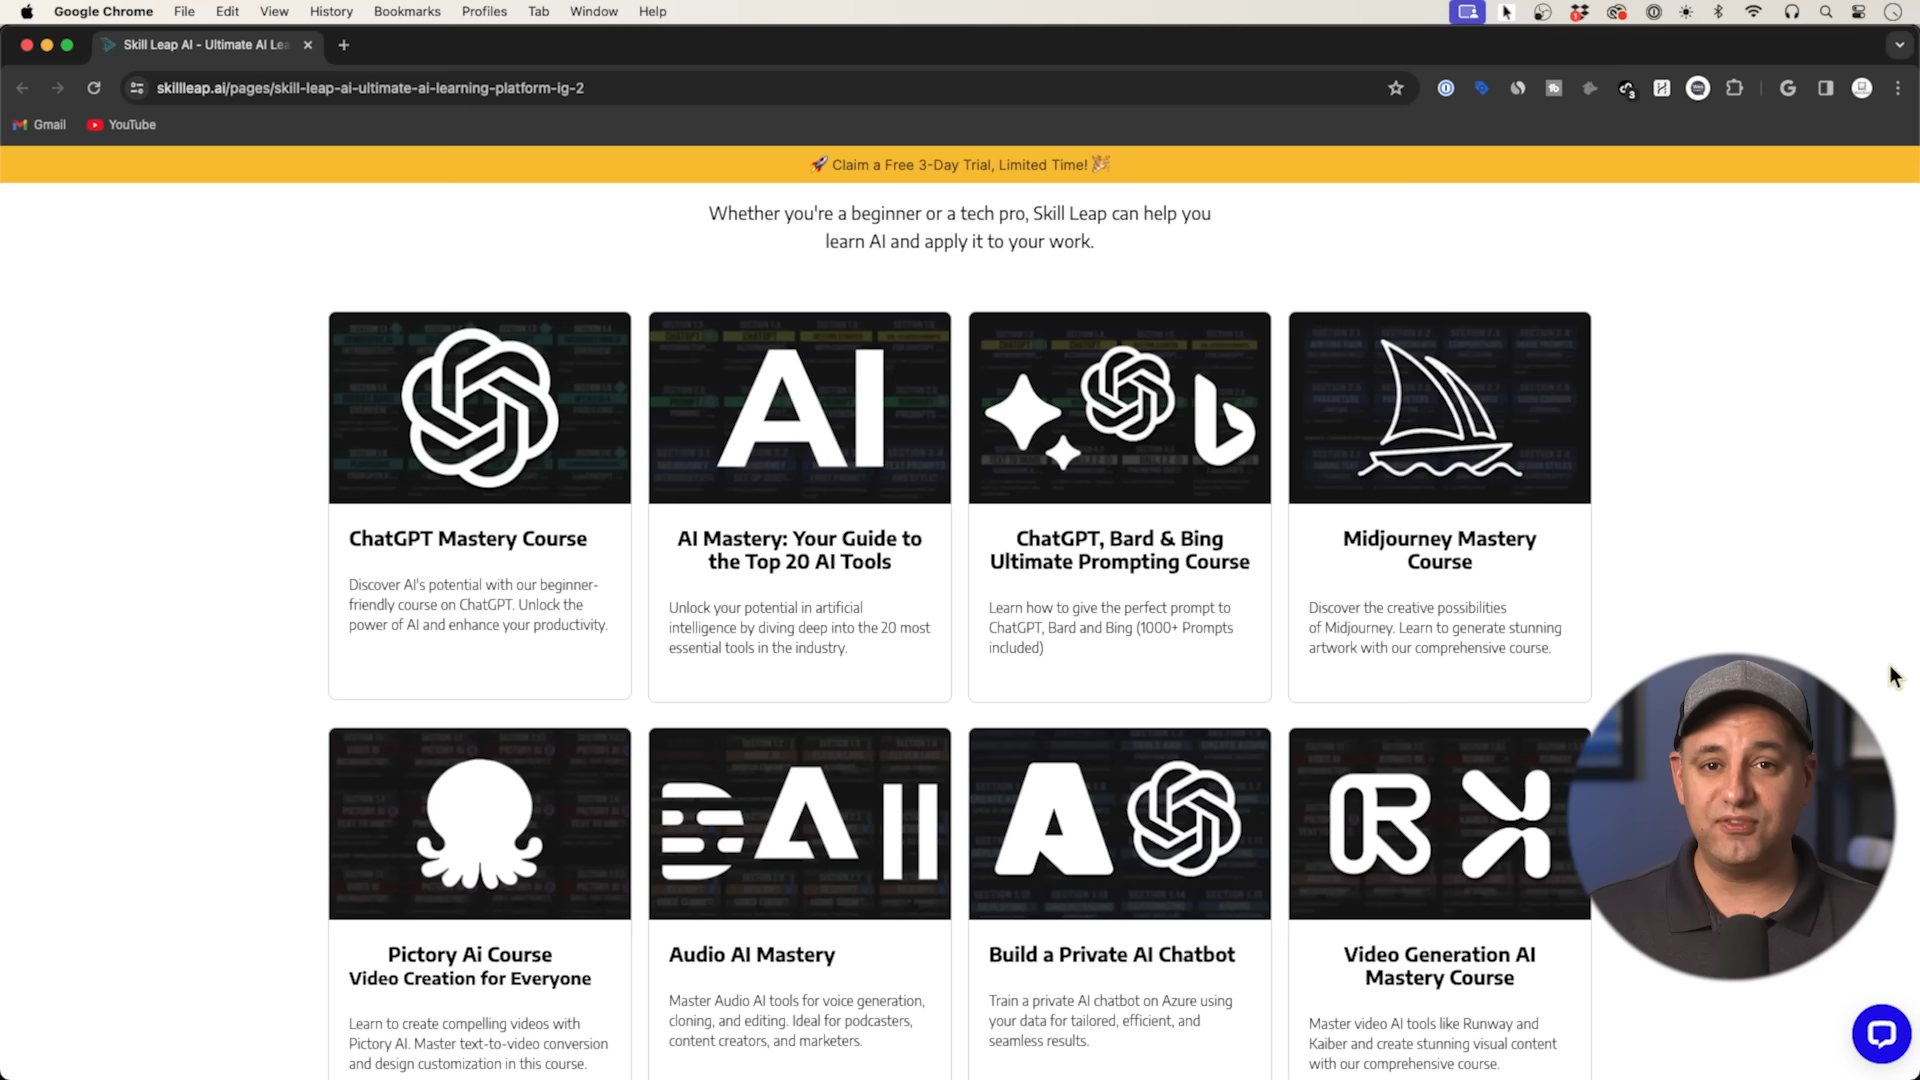 Google Chrome File Edit View History Bookmarks Profiles Tab Window Help
Skill Leap AI - Ultimate AI Lea
skillleap.ai/pages/skill-leap-ai-ultimate-ai-learning-platform-ig-2
Gmail YouTube
🚀 Claim a Free 3-Day Trial, Limited Time! 🎉
Whether you're a beginner or a tech pro, Skill Leap can help you
learn AI and apply it to your work.
AI
ChatGPT Mastery Course
Discover AI's potential with our beginner-
friendly course on ChatGPT. Unlock the
power of AI and enhance your productivity.
AI Mastery: Your Guide to
the Top 20 AI Tools
Unlock your potential in artificial
intelligence by diving deep into the 20 most
essential tools in the industry.
ChatGPT, Bard & Bing
Ultimate Prompting Course
Learn how to give the perfect prompt to
ChatGPT, Bard and Bing (1000+ Prompts
included)
Midjourney Mastery
Course
Discover the creative possibilities
of Midjourney. Learn to generate stunning
artwork with our comprehensive course.
Pictory Ai Course
Video Creation for Everyone
Learn to create compelling videos with
Pictory AI. Master text-to-video conversion
and design customization in this course.
Audio AI Mastery
Master Audio AI tools for voice generation,
cloning, and editing. Ideal for podcasters,
content creators, and marketers.
Build a Private AI Chatbot
Train a private AI chatbot on Azure using
your data for tailored, efficient, and
seamless results.
Video Generation AI
Mastery Course
Master video AI tools like Runway and
Kaiber and create stunning visual content
with our comprehensive course.